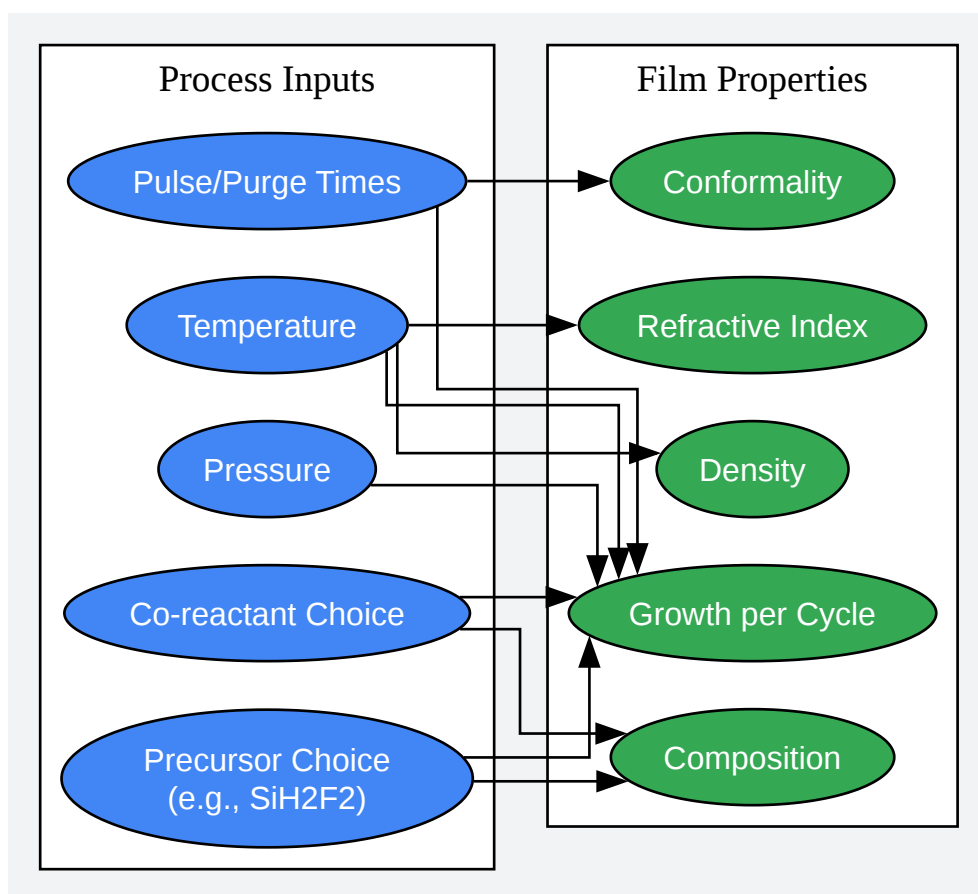 Process Inputs
Pulse/Purge Times
Temperature
Pressure
Co-reactant Choice
Precursor Choice
(e.g., SiH2F2)
Film Properties
Conformality
Refractive Index
Density
Growth per Cycle
Composition